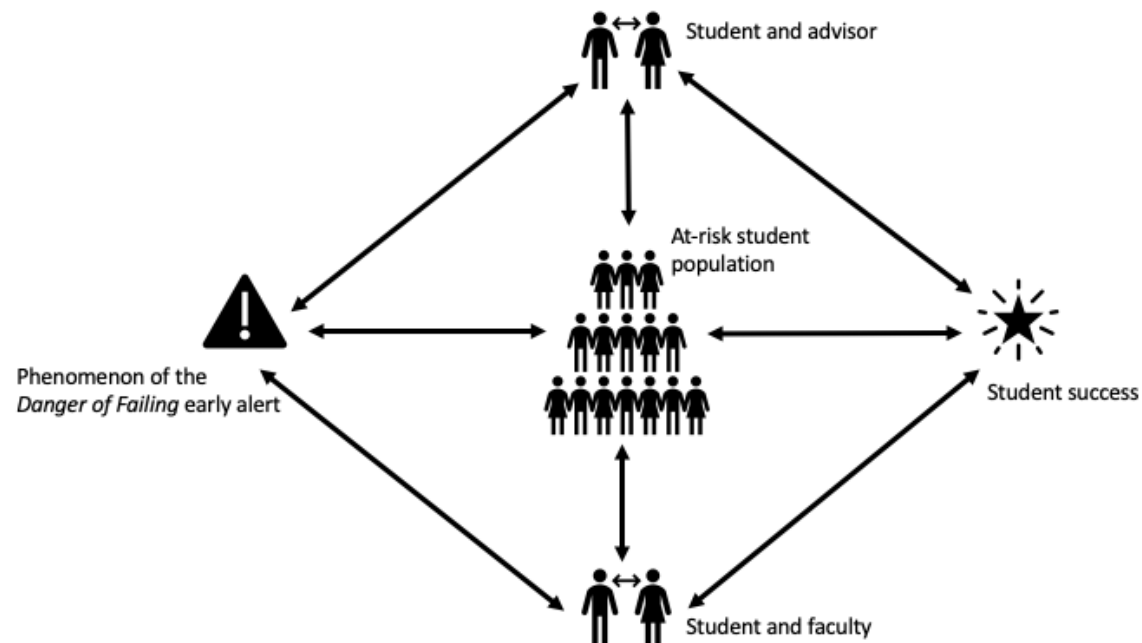 Student and advisor
At-risk student
population
Phenomenon of the
Danger of Failing early alert
Student success
Student and faculty